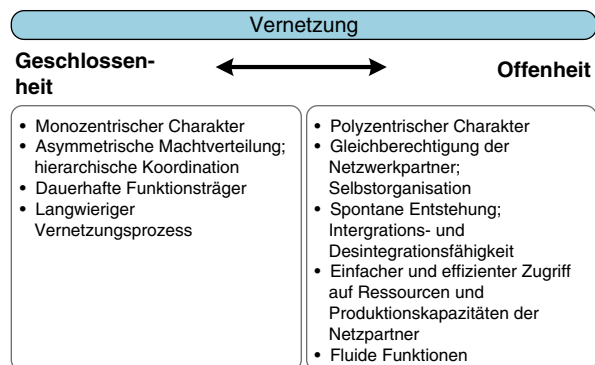 Vernetzung
Geschlossen-
heit
Offenheit
• Monozentrischer Charakter
• Asymmetrische Machtverteilung;
hierarchische Koordination
• Dauerhafte Funktionsträger
• Langwieriger
Vernetzungsprozess
• Polyzentrischer Charakter
• Gleichberechtigung der
Netzwerkpartner;
Selbstorganisation
• Spontane Entstehung;
Intergrations- und
Desintegrationsfähigkeit
• Einfacher und effizienter Zugriff
auf Ressourcen und
Produktionskapazitäten der
Netzpartner
• Fluide Funktionen